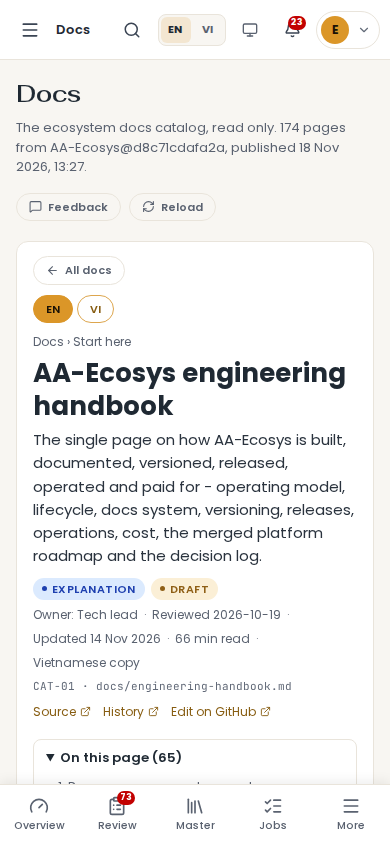 Docs
EN VI
23
E
Docs
The ecosystem docs catalog, read only. 174 pages
from AA-Ecosys@d8c71cdafa2a, published 18 Nov
2026, 13:27.
Feedback Reload
All docs
EN VI
Docs › Start here
AA-Ecosys engineering
handbook
The single page on how AA-Ecosys is built,
documented, versioned, released,
operated and paid for - operating model,
lifecycle, docs system, versioning, releases,
operations, cost, the merged platform
roadmap and the decision log.
EXPLANATION DRAFT
Owner: Tech lead · Reviewed 2026-10-19 ·
Updated 14 Nov 2026 · 66 min read ·
Vietnamese copy
CAT-01 · docs/engineering-handbook.md
Source History Edit on GitHub
On this page (65)
73
Overview Review Master Jobs More